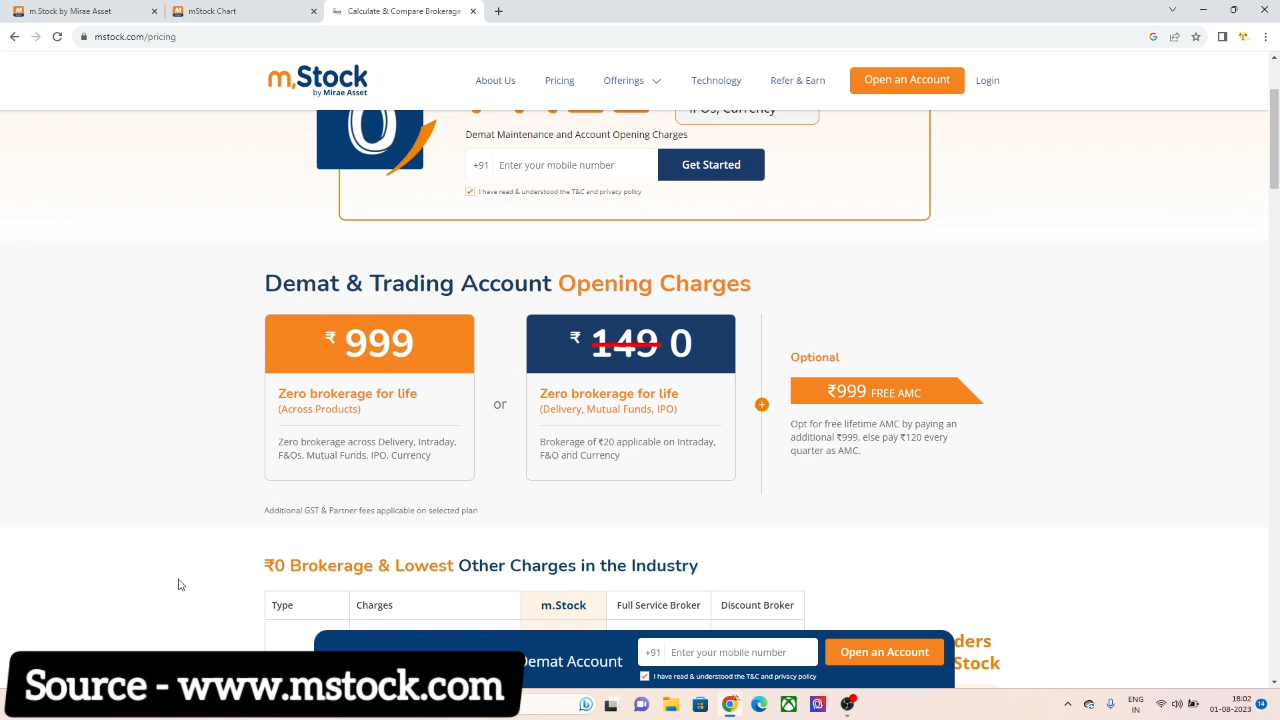 m.Stock by Mirae Asset
mStock Chart
Calculate & Compare Brokerage
mstock.com/pricing
m.Stock
by Mirae Asset
About Us
Pricing
Offerings
Technology
Refer & Earn
Open an Account
Login
0
IPOs, Currency
Demat Maintenance and Account Opening Charges
+91 Enter your mobile number
Get Started
I have read & understood the T&C and privacy policy
Demat & Trading Account Opening Charges
₹ 999
Zero brokerage for life
(Across Products)
Zero brokerage across Delivery, Intraday,
F&Os, Mutual Funds, IPO, Currency
or
₹ 149 0
Zero brokerage for life
(Delivery, Mutual Funds, IPO)
Brokerage of ₹20 applicable on Intraday,
F&O and Currency
Optional
₹999 FREE AMC
Opt for free lifetime AMC by paying an
additional ₹999, else pay ₹120 every
quarter as AMC.
Additional GST & Partner fees applicable on selected plan
₹0 Brokerage & Lowest Other Charges in the Industry
Type Charges m.Stock Full Service Broker Discount Broker
ders
Stock
Demat Account
+91 Enter your mobile number
Open an Account
I have read & understood the T&C and privacy policy
Source - www.mstock.com
ENG
IN
18:02
01-08-2023
14